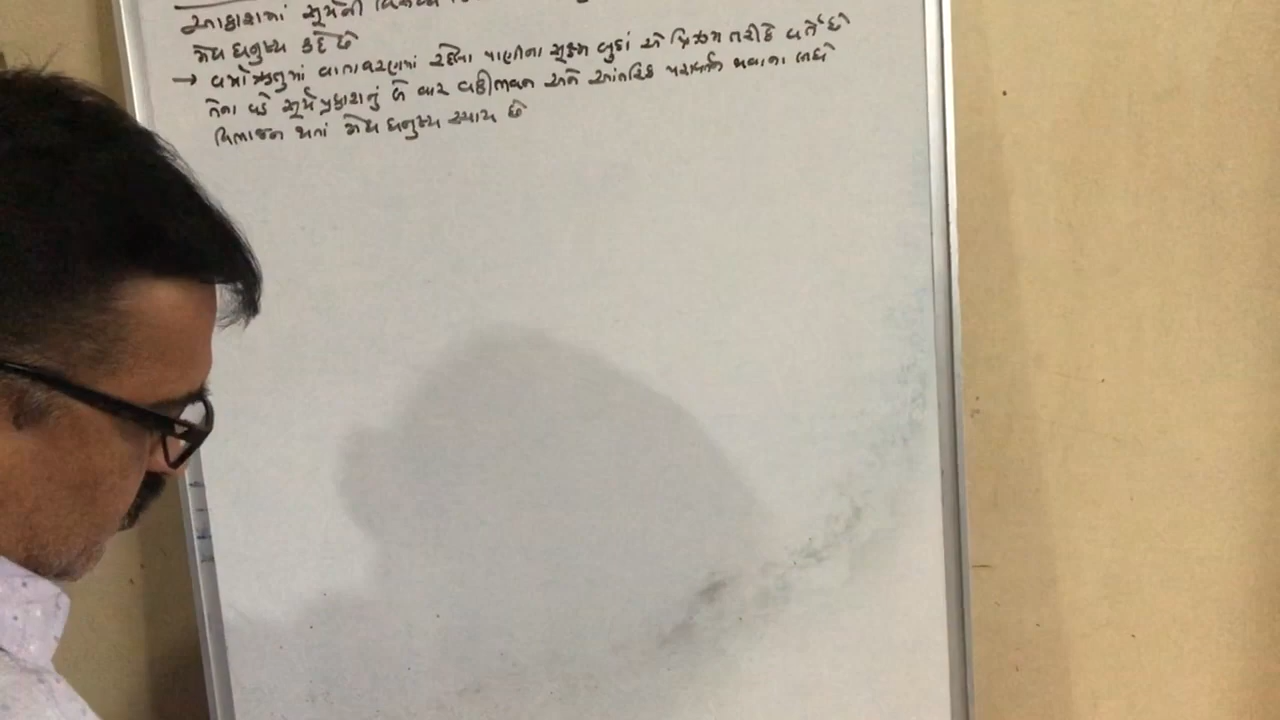 આકાશમાં સૂર્યની
મેઘધનુષ્ય કહે છે
→ વર્ષાઋતુમાં વાતાવરણમાં રહેલા પાણીના સૂક્ષ્મ બુંદો એ પ્રિઝમ તરીકે વર્તે છે
તેના વડે સૂર્યપ્રકાશનું બે વાર વક્રીભવન અને આંતરિક પરાવર્તન થવાના લીધે
વિભાજન થતાં મેઘધનુષ્ય રચાય છે